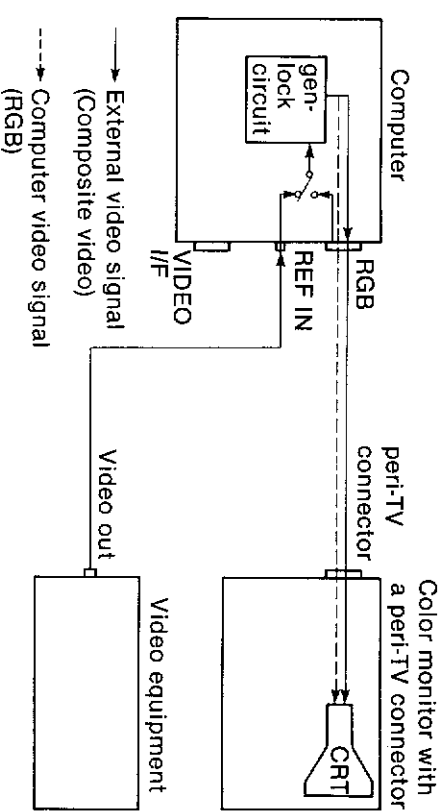 Computer
gen-
lock
circuit
RGB
REF IN
VIDEO
I/F
peri-TV
connector
Color monitor with
a peri-TV connector
CRT
Video out
Video equipment
External video signal
(Composite video)
Computer video signal
(RGB)